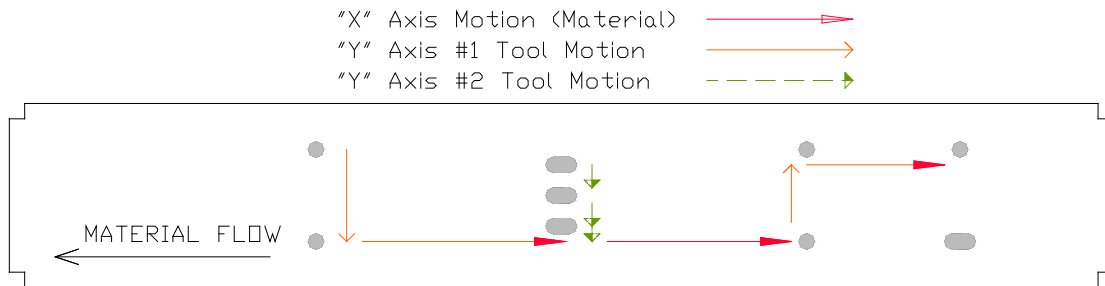 "X" Axis Motion (Material)
"Y" Axis #1 Tool Motion
"Y" Axis #2 Tool Motion
MATERIAL FLOW